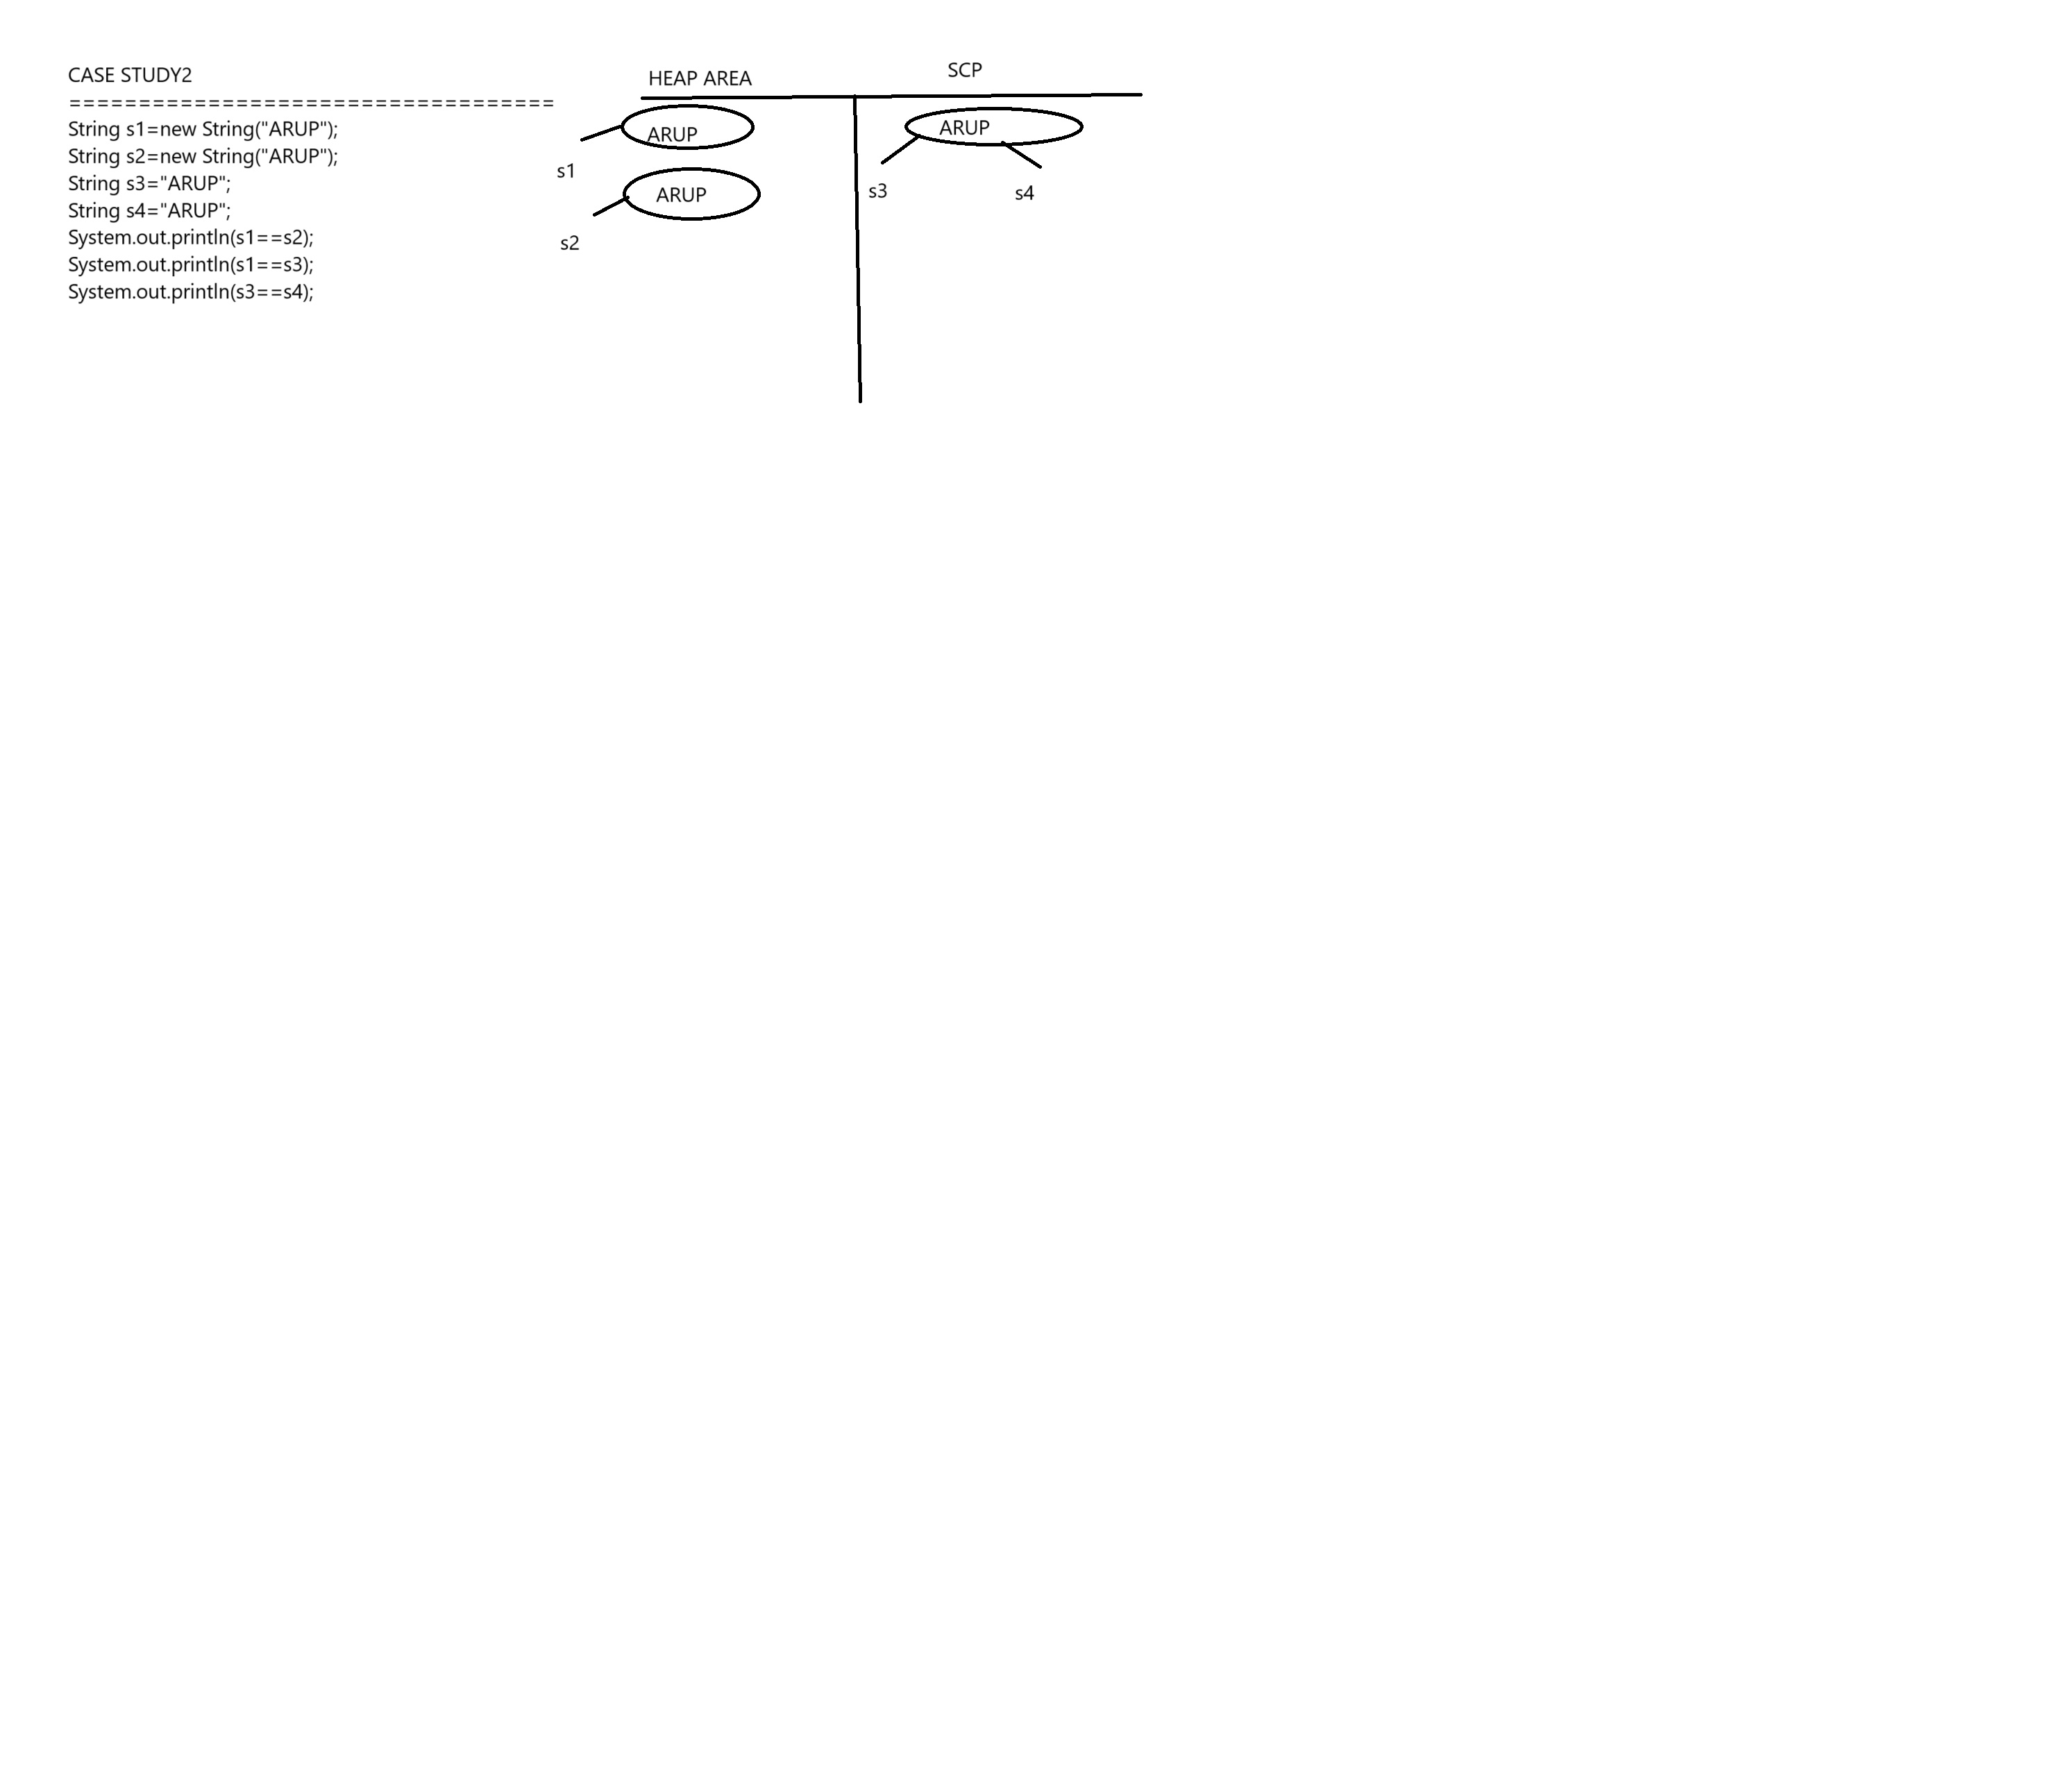 CASE STUDY2
===================================
String s1=new String("ARUP");
String s2=new String("ARUP");
String s3="ARUP";
String s4="ARUP";
System.out.println(s1==s2);
System.out.println(s1==s3);
System.out.println(s3==s4);
HEAP AREA
ARUP
s1
ARUP
s2
SCP
ARUP
s3
s4